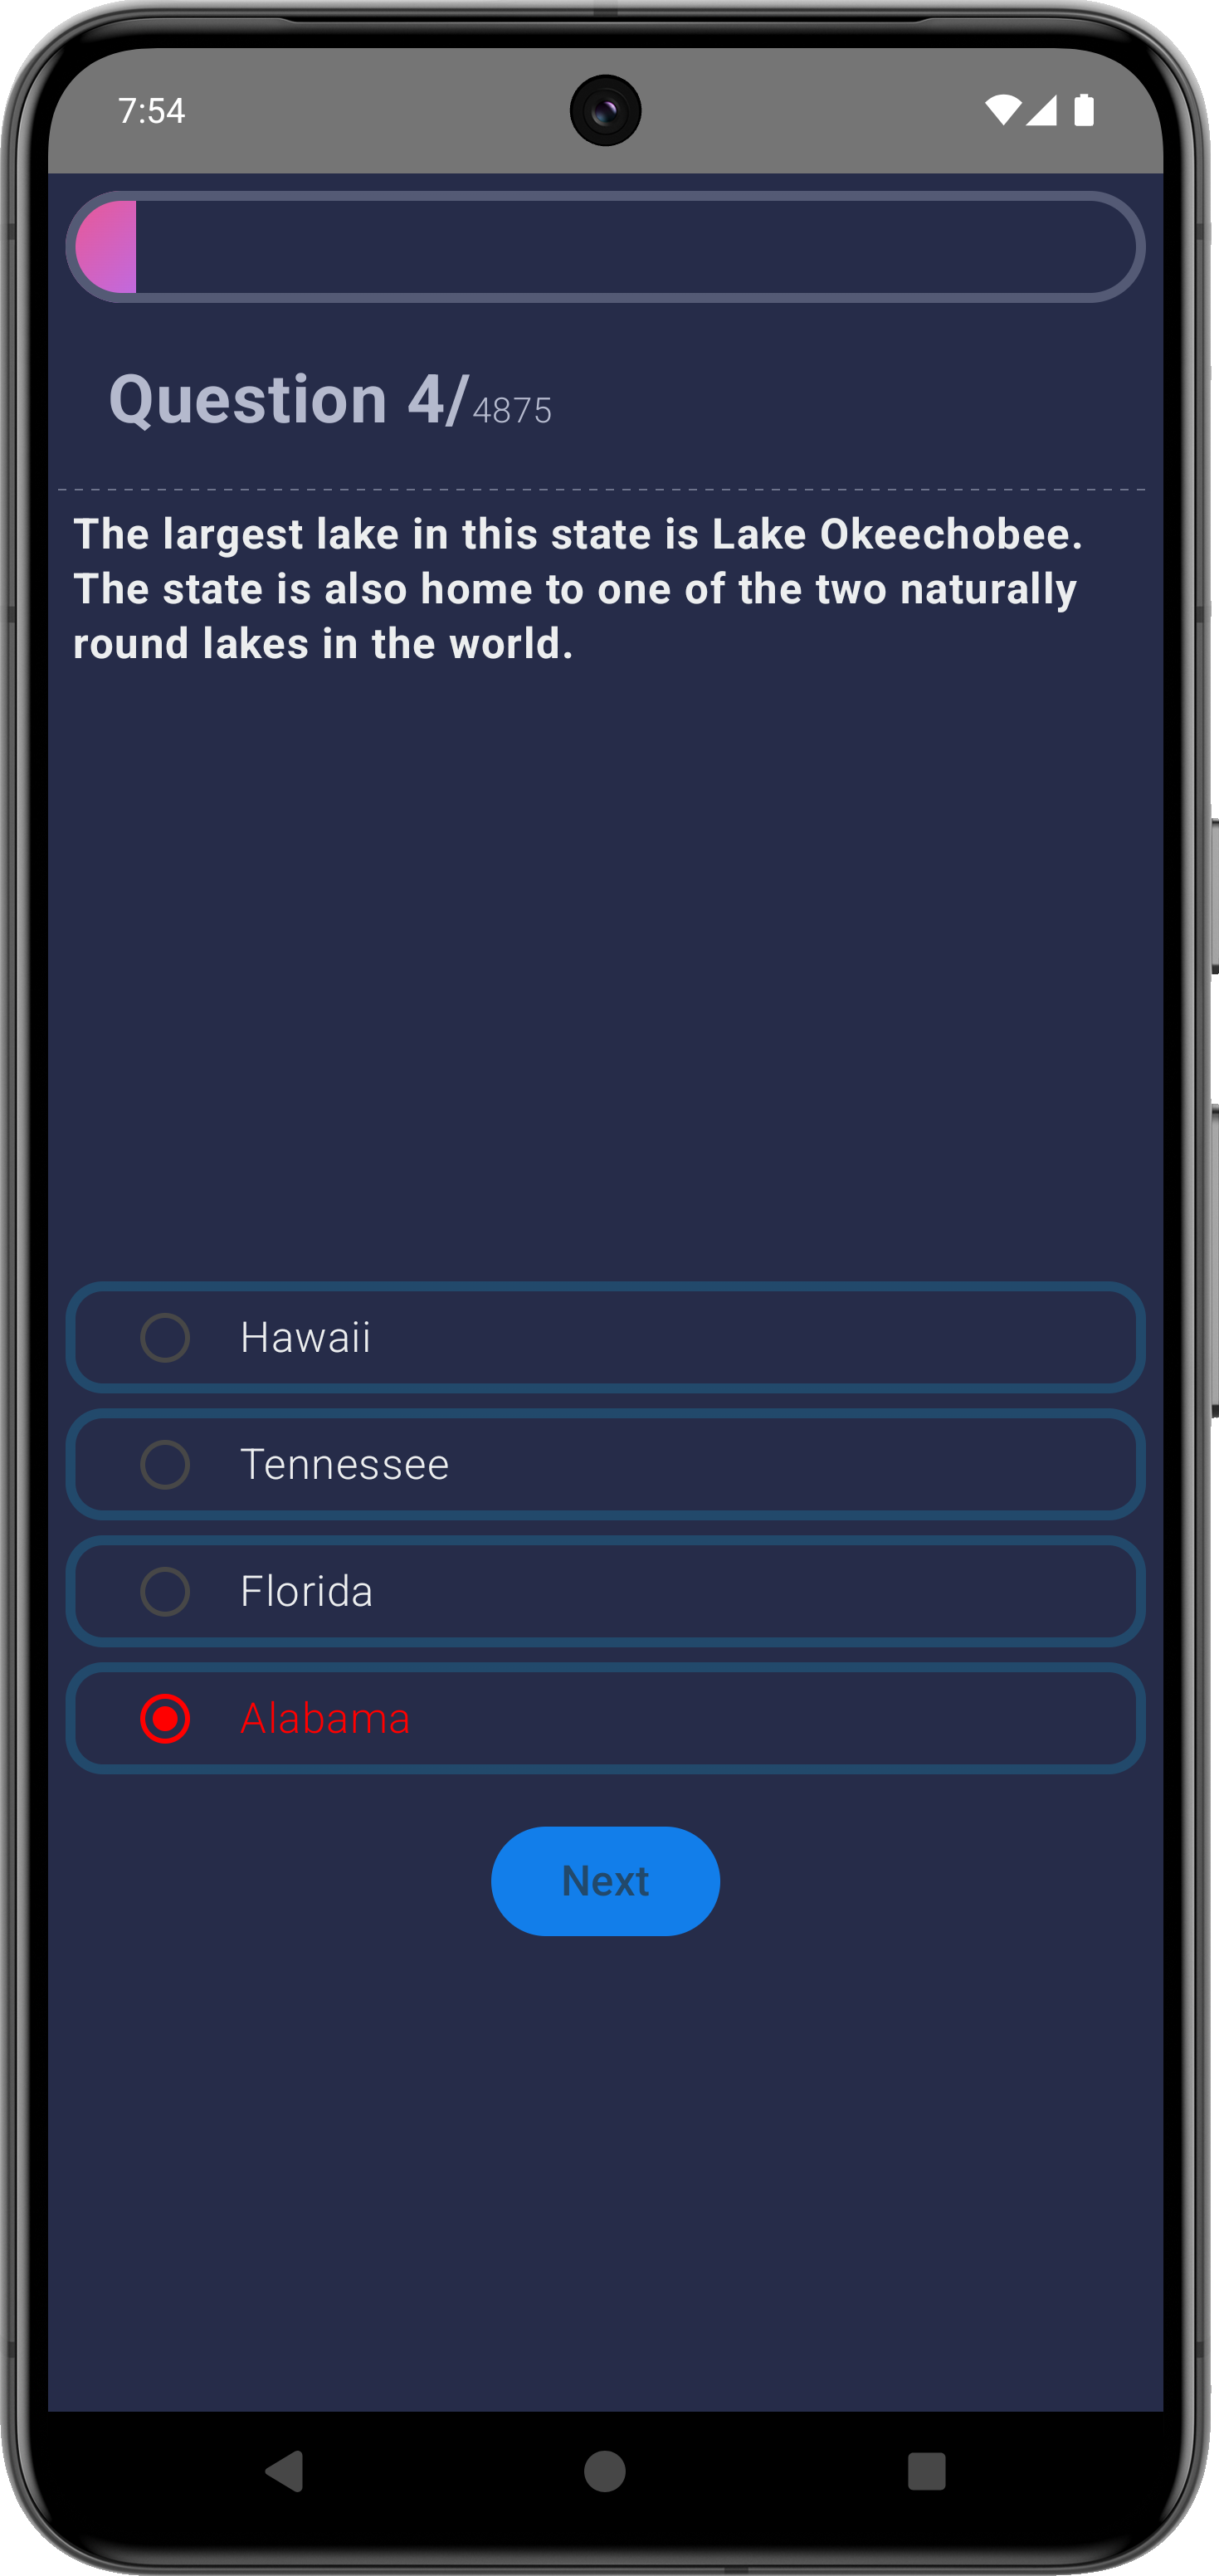 7:54
Question 4/4875
The largest lake in this state is Lake Okeechobee.
The state is also home to one of the two naturally
round lakes in the world.
Hawaii
Tennessee
Florida
Alabama
Next